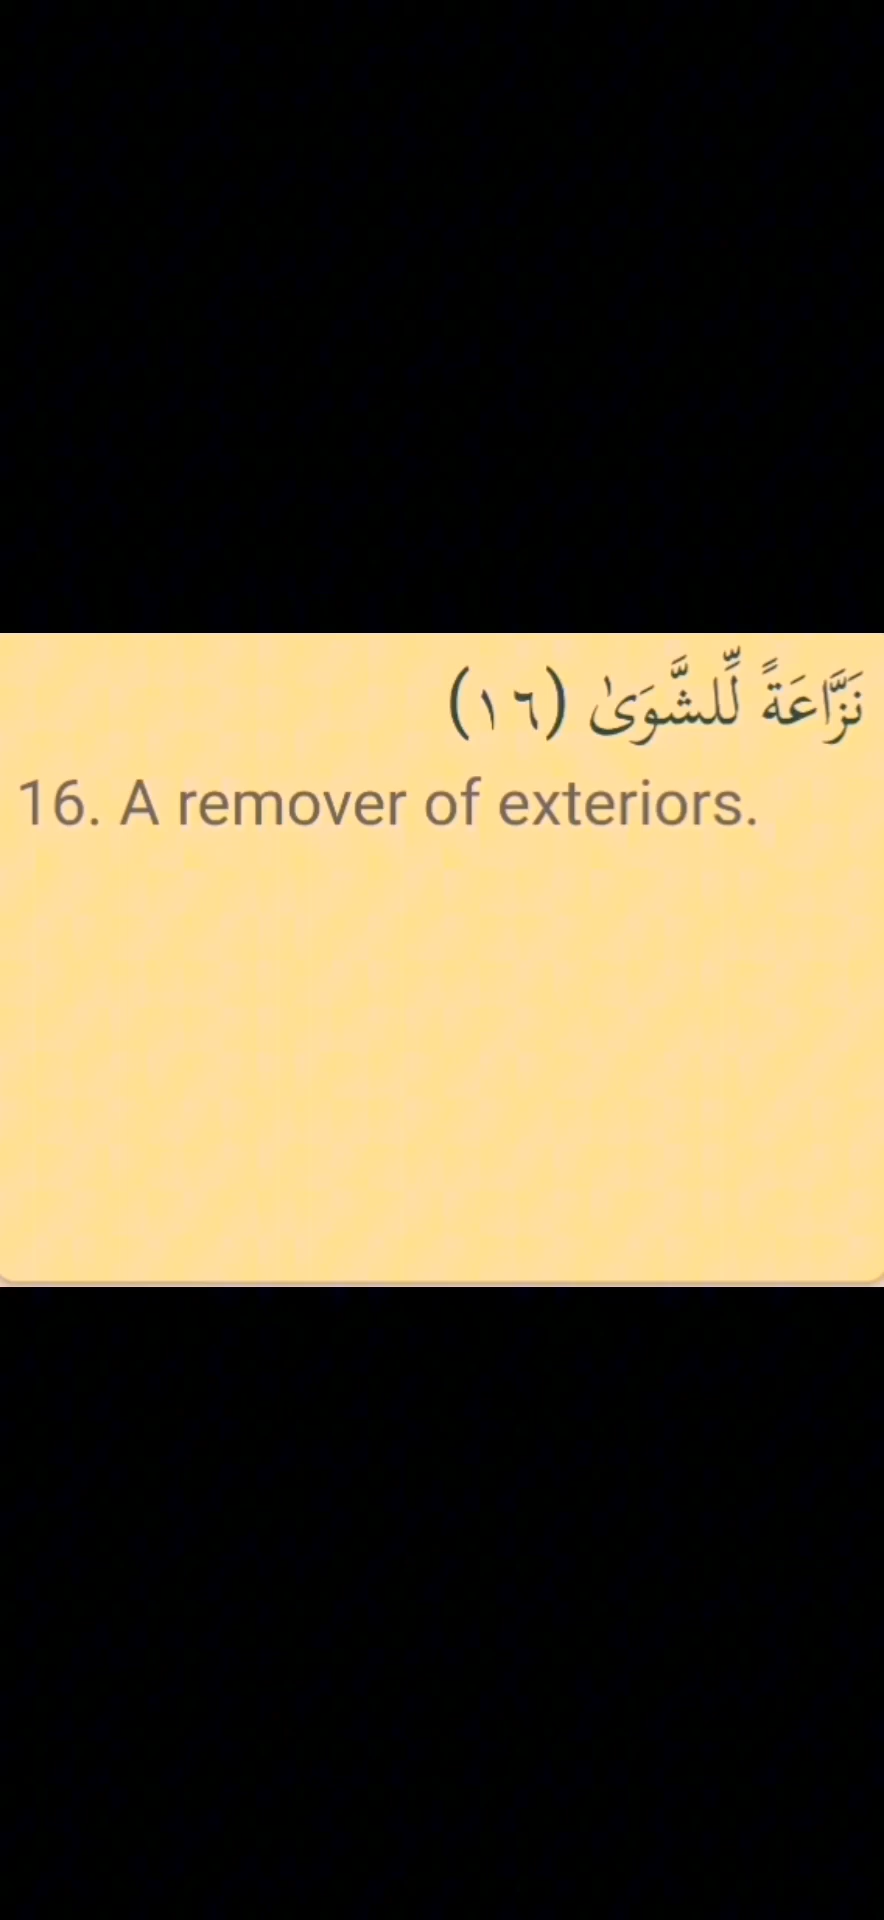 نَزَّاعَةً لِّلشَّوَىٰ (١٦)
16. A remover of exteriors.